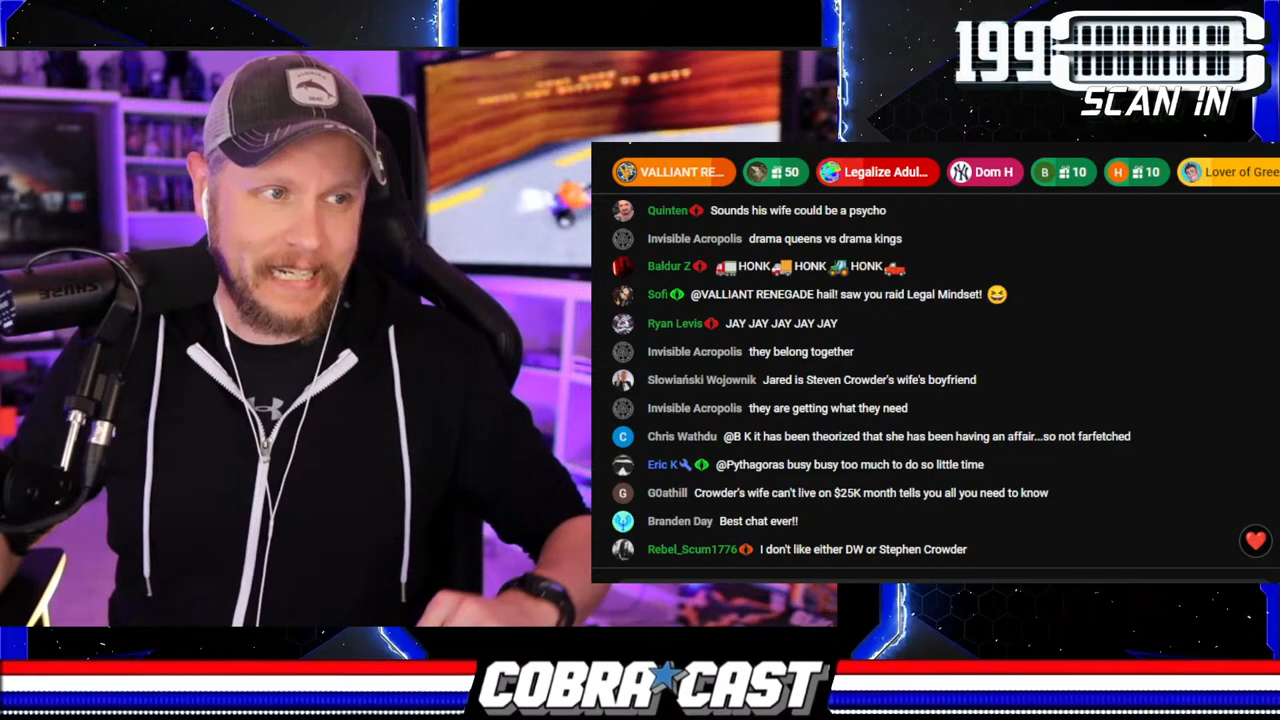 199
SCAN IN
VALLIANT RE...
50
Legalize Adul...
Dom H
B 10
H 10
Lover of Gree
Quinten Sounds his wife could be a psycho
Invisible Acropolis drama queens vs drama kings
Baldur Z HONK HONK HONK
Sofi @VALLIANT RENEGADE hail! saw you raid Legal Mindset!
Ryan Levis JAY JAY JAY JAY JAY
Invisible Acropolis they belong together
Słowiański Wojownik Jared is Steven Crowder's wife's boyfriend
Invisible Acropolis they are getting what they need
C Chris Wathdu @B K it has been theorized that she has been having an affair...so not farfetched
Eric K @Pythagoras busy busy too much to do so little time
G G0athill Crowder's wife can't live on $25K month tells you all you need to know
Branden Day Best chat ever!!
Rebel_Scum1776 I don't like either DW or Stephen Crowder
SHURE
COBRA CAST